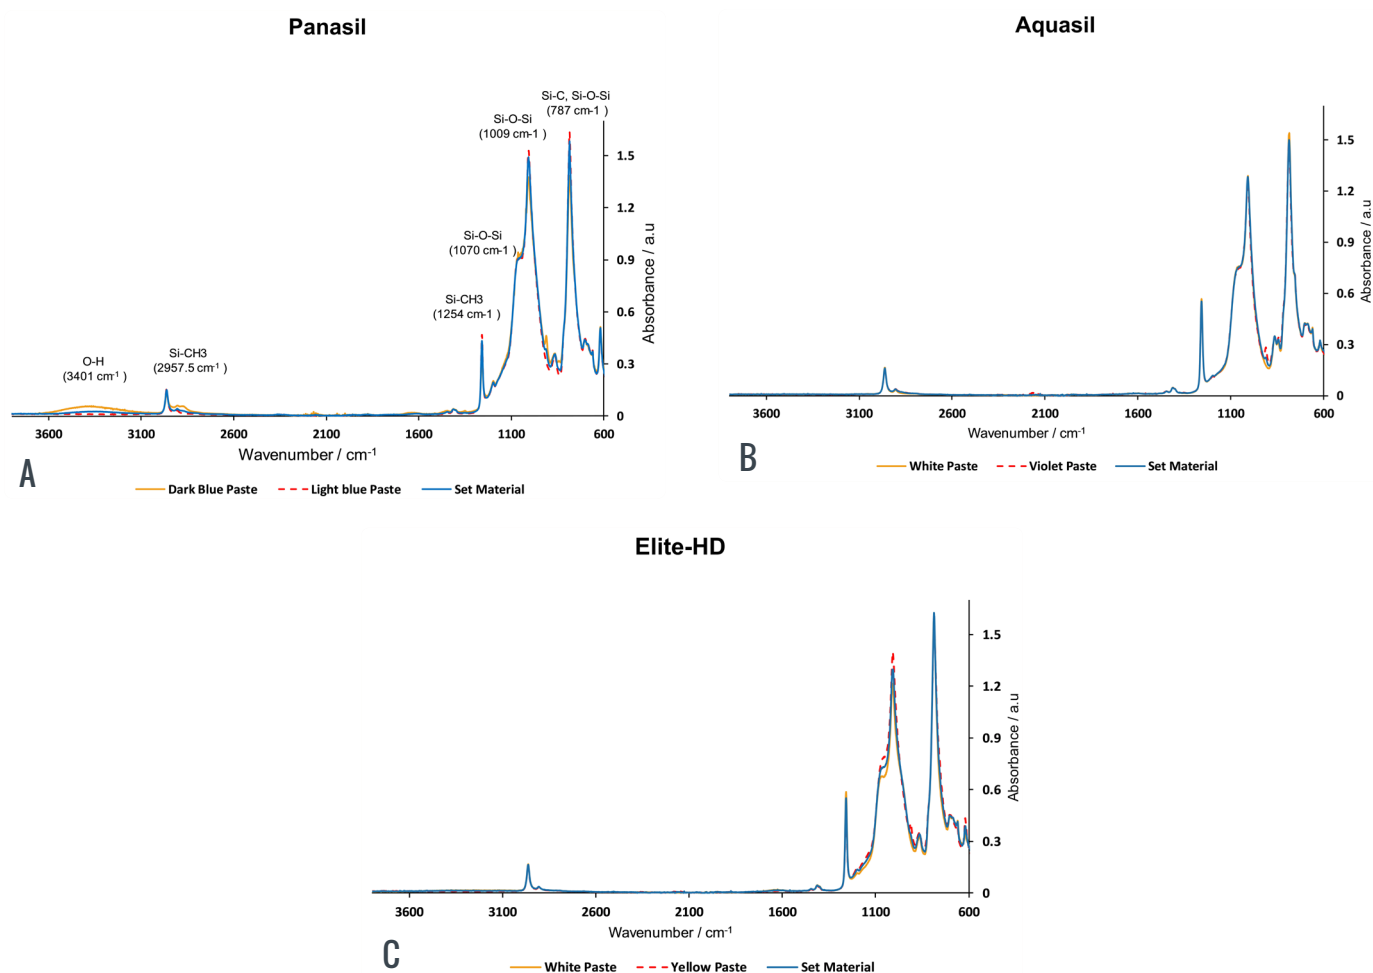 Panasil
Aquasil
Si-C, Si-O-Si
(787 cm-1 )
Si-O-Si
(1009 cm-1 )
Si-O-Si
(1070 cm-1 )
Si-CH3
(1254 cm-1 )
O-H
(3401 cm⁻¹ )
Si-CH3
(2957.5 cm⁻¹ )
1.5
1.2
0.9
0.6
0.3
0
Absorbance / a.u
3600 3100 2600 2100 1600 1100 600
Wavenumber / cm⁻¹
A
Dark Blue Paste Light blue Paste Set Material
1.5
1.2
0.9
0.6
0.3
0
Absorbance / a.u
3600 3100 2600 2100 1600 1100 600
Wavenumber / cm⁻¹
B
White Paste Violet Paste Set Material
Elite-HD
1.5
1.2
0.9
0.6
0.3
0
Absorbance / a.u
3600 3100 2600 2100 1600 1100 600
Wavenumber / cm⁻¹
C
White Paste Yellow Paste Set Material